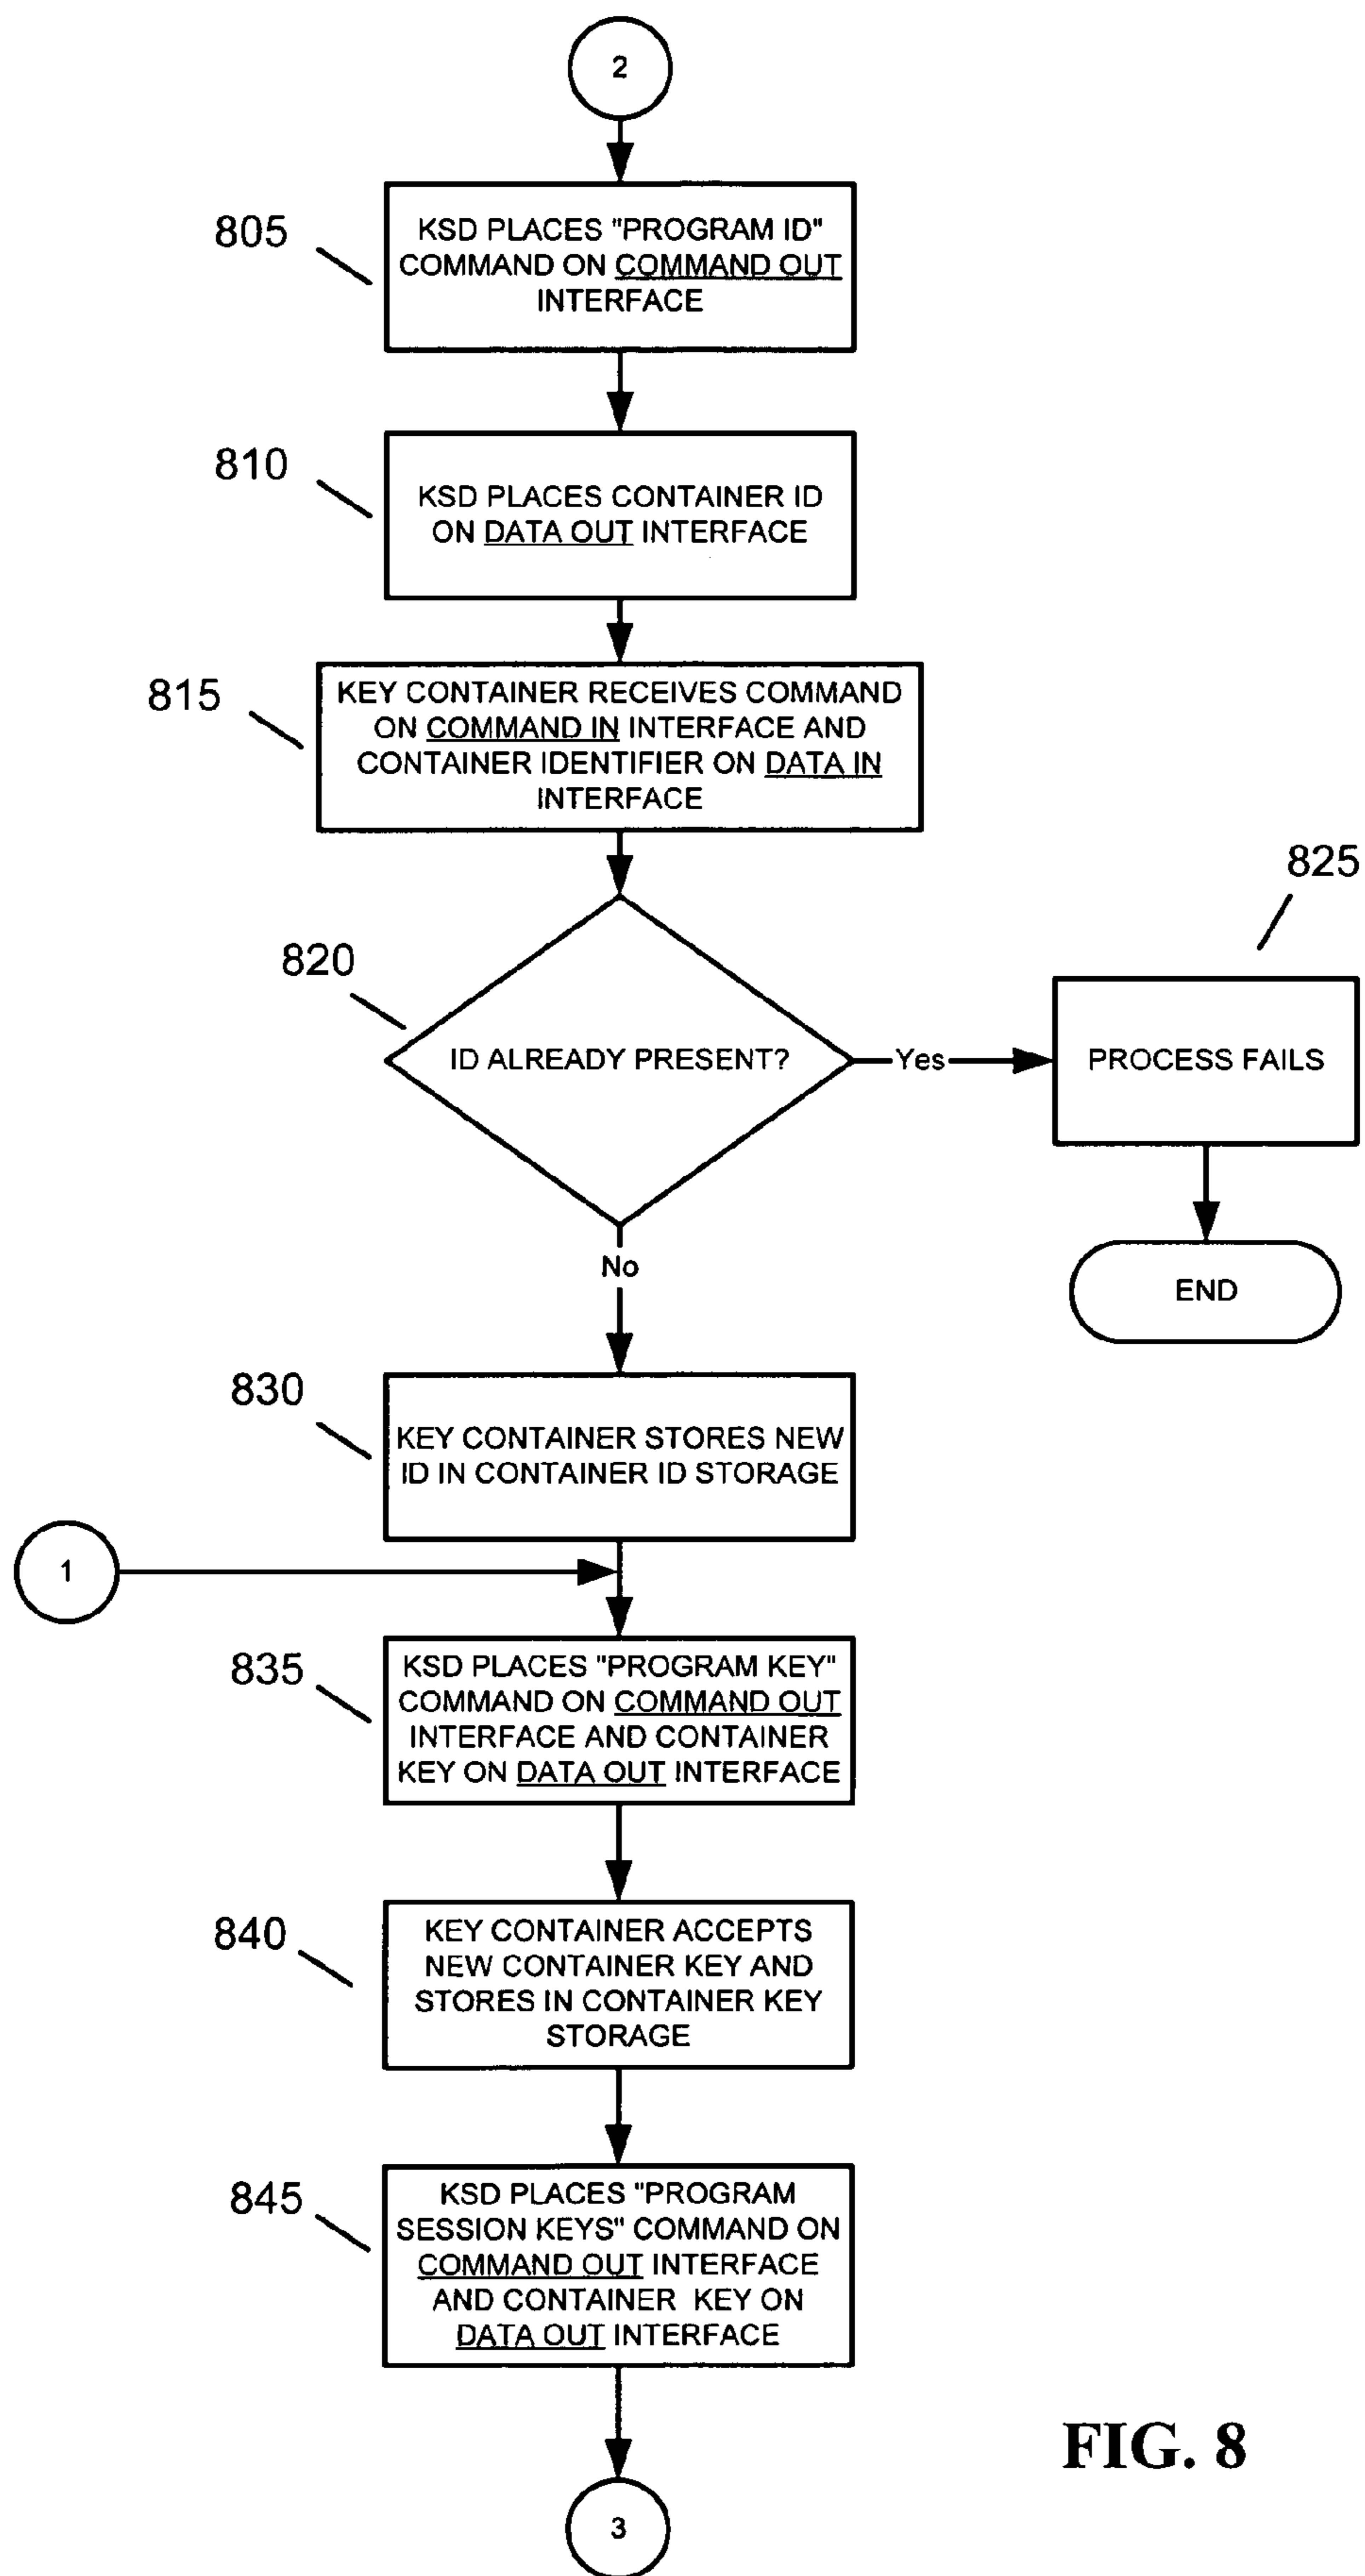 2
805
KSD PLACES "PROGRAM ID"
COMMAND ON COMMAND OUT
INTERFACE
810
KSD PLACES CONTAINER ID
ON DATA OUT INTERFACE
815
KEY CONTAINER RECEIVES COMMAND
ON COMMAND IN INTERFACE AND
CONTAINER IDENTIFIER ON DATA IN
INTERFACE
820
ID ALREADY PRESENT?
Yes
825
PROCESS FAILS
END
No
830
KEY CONTAINER STORES NEW
ID IN CONTAINER ID STORAGE
1
835
KSD PLACES "PROGRAM KEY"
COMMAND ON COMMAND OUT
INTERFACE AND CONTAINER
KEY ON DATA OUT INTERFACE
840
KEY CONTAINER ACCEPTS
NEW CONTAINER KEY AND
STORES IN CONTAINER KEY
STORAGE
845
KSD PLACES "PROGRAM
SESSION KEYS" COMMAND ON
COMMAND OUT INTERFACE
AND CONTAINER KEY ON
DATA OUT INTERFACE
3
FIG. 8